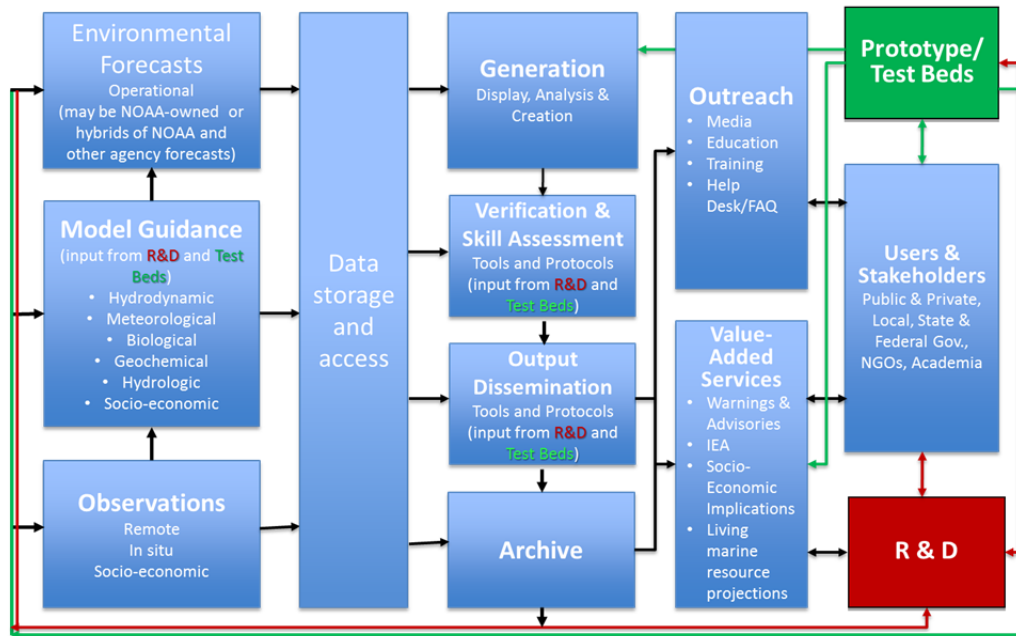 Environmental
Forecasts
Operational
(may be NOAA-owned or
hybrids of NOAA and
other agency forecasts)
Model Guidance
(input from R&D and Test
Beds)
• Hydrodynamic
• Meteorological
• Biological
• Geochemical
• Hydrologic
• Socio-economic
Observations
Remote
In situ
Socio-economic
Data
storage
and
access
Generation
Display, Analysis &
Creation
Verification &
Skill Assessment
Tools and Protocols
(input from R&D and
Test Beds)
Output
Dissemination
Tools and Protocols
(input from R&D and
Test Beds)
Archive
Outreach
• Media
• Education
• Training
• Help
Desk/FAQ
Value-
Added
Services
• Warnings &
Advisories
• IEA
• Socio-
Economic
Implications
• Living
marine
resource
projections
Prototype/
Test Beds
Users &
Stakeholders
Public & Private,
Local, State &
Federal Gov.,
NGOs, Academia
R & D